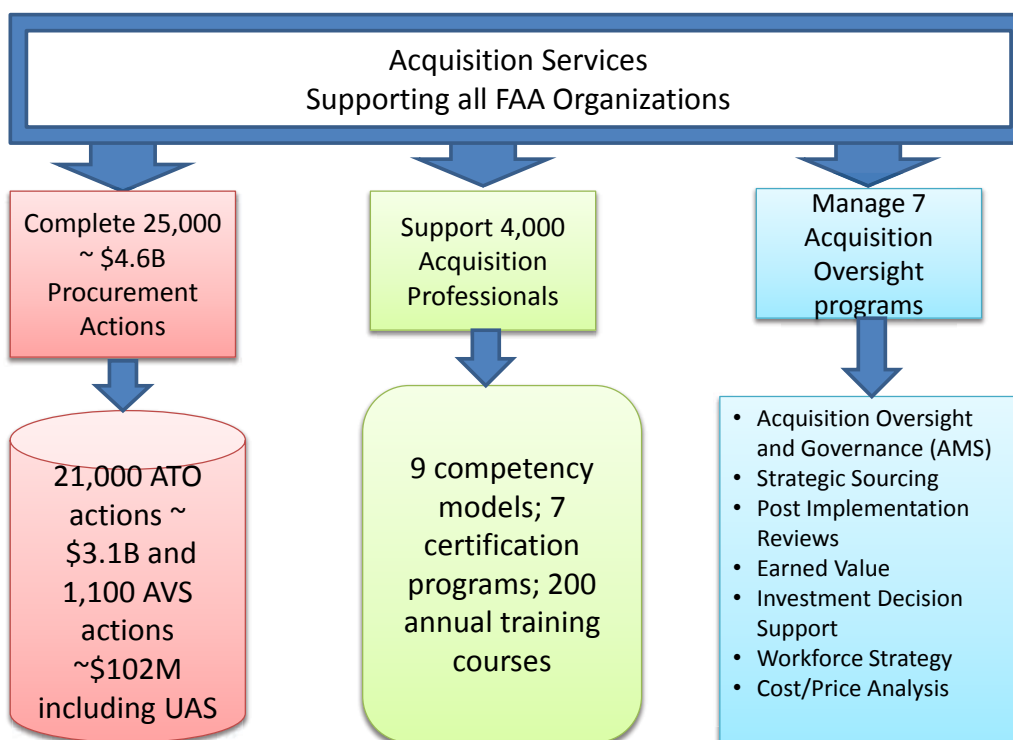 Acquisition Services
Supporting all FAA Organizations
Complete 25,000
~ $4.6B
Procurement
Actions
Support 4,000
Acquisition
Professionals
Manage 7
Acquisition
Oversight
programs
21,000 ATO
actions ~
$3.1B and
1,100 AVS
actions
~$102M
including UAS
9 competency
models; 7
certification
programs; 200
annual training
courses
• Acquisition Oversight
and Governance (AMS)
• Strategic Sourcing
• Post Implementation
Reviews
• Earned Value
• Investment Decision
Support
• Workforce Strategy
• Cost/Price Analysis